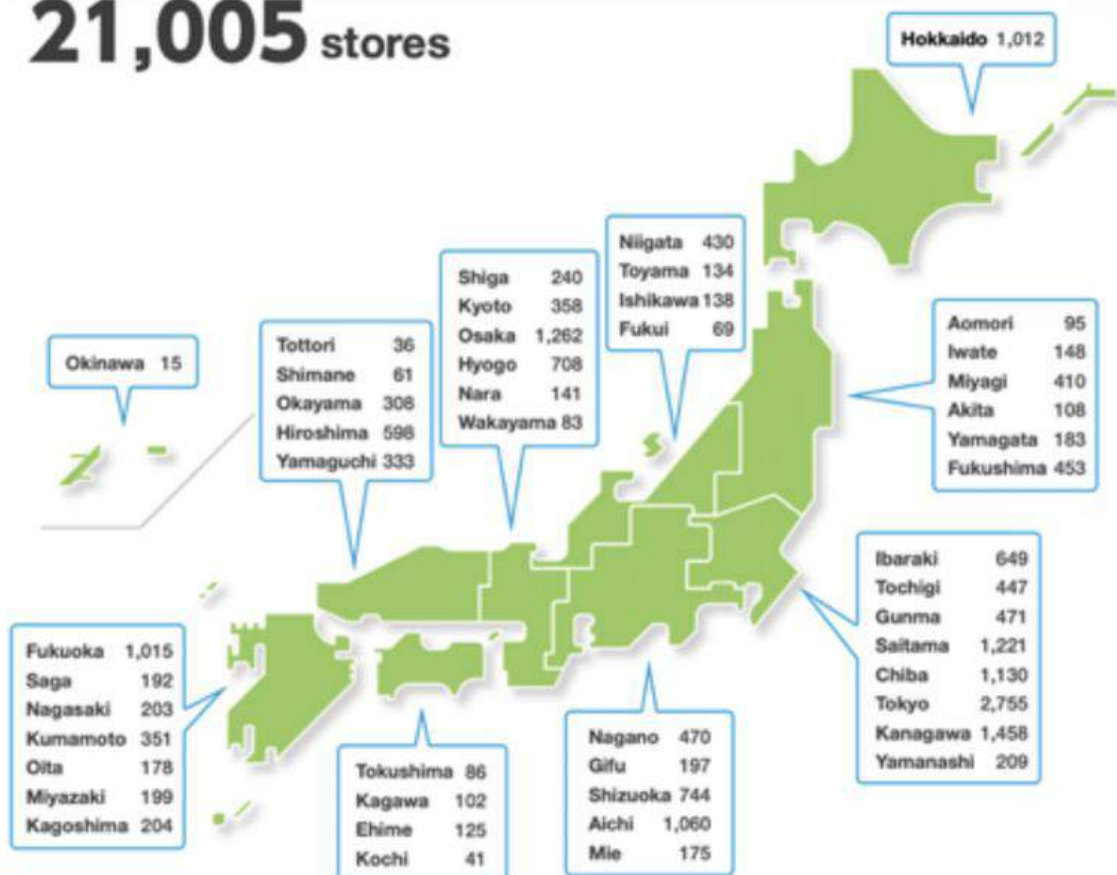 21,005 stores
Hokkaido 1,012
Niigata 430
Toyama 134
Ishikawa 138
Fukui 69
Shiga 240
Kyoto 358
Osaka 1,262
Hyogo 708
Nara 141
Wakayama 83
Tottori 36
Shimane 61
Okayama 308
Hiroshima 598
Yamaguchi 333
Okinawa 15
Aomori 95
Iwate 148
Miyagi 410
Akita 108
Yamagata 183
Fukushima 453
Ibaraki 649
Tochigi 447
Gunma 471
Saitama 1,221
Chiba 1,130
Tokyo 2,755
Kanagawa 1,458
Yamanashi 209
Fukuoka 1,015
Saga 192
Nagasaki 203
Kumamoto 351
Oita 178
Miyazaki 199
Kagoshima 204
Tokushima 86
Kagawa 102
Ehime 125
Kochi 41
Nagano 470
Gifu 197
Shizuoka 744
Aichi 1,060
Mie 175